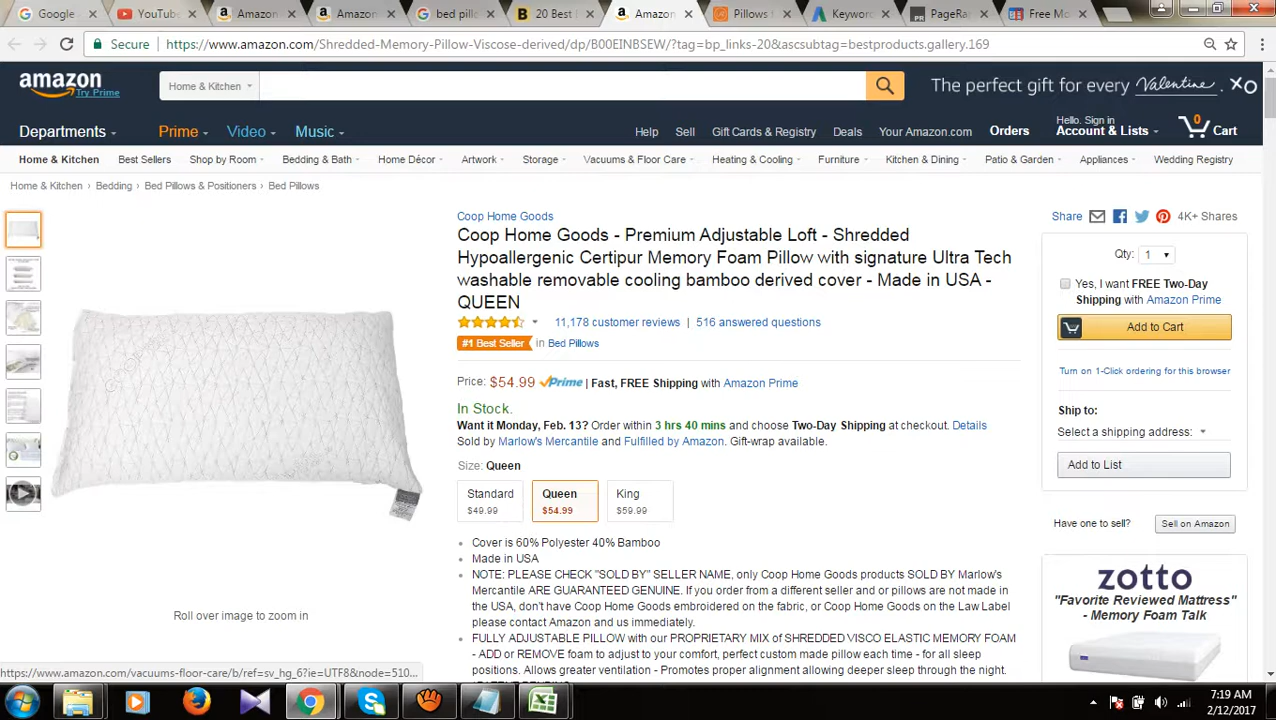 Google
YouTube
Amazon
Amazon
bed pill
20 Best
Amazon
Pillows
Keyword
PageRa
Free Mo
Secure
https://www.amazon.com/Shredded-Memory-Pillow-Viscose-derived/dp/B00EINBSEW/?tag=bp_links-20&ascsubtag=bestproducts.gallery.169
amazon
Try Prime
Home & Kitchen
The perfect gift for every Valentine. XO
Departments
Prime
Video
Music
Help
Sell
Gift Cards & Registry
Deals
Your Amazon.com
Orders
Hello. Sign in
Account & Lists
0
Cart
Home & Kitchen
Best Sellers
Shop by Room
Bedding & Bath
Home Décor
Artwork
Storage
Vacuums & Floor Care
Heating & Cooling
Furniture
Kitchen & Dining
Patio & Garden
Appliances
Wedding Registry
Home & Kitchen › Bedding › Bed Pillows & Positioners › Bed Pillows
Coop Home Goods
Coop Home Goods - Premium Adjustable Loft - Shredded
Hypoallergenic Certipur Memory Foam Pillow with signature Ultra Tech
washable removable cooling bamboo derived cover - Made in USA -
QUEEN
11,178 customer reviews | 516 answered questions
#1 Best Seller in Bed Pillows
Price: $54.99 Prime | Fast, FREE Shipping with Amazon Prime
In Stock.
Want it Monday, Feb. 13? Order within 3 hrs 40 mins and choose Two-Day Shipping at checkout. Details
Sold by Marlow's Mercantile and Fulfilled by Amazon. Gift-wrap available.
Size: Queen
Standard
$49.99
Queen
$54.99
King
$59.99
• Cover is 60% Polyester 40% Bamboo
• Made in USA
• NOTE: PLEASE CHECK "SOLD BY" SELLER NAME, only Coop Home Goods products SOLD BY Marlow's
Mercantile ARE GUARANTEED GENUINE. If you order from a different seller and or pillows are not made in
the USA, don't have Coop Home Goods embroidered on the fabric, or Coop Home Goods on the Law Label
please contact Amazon and us immediately.
• FULLY ADJUSTABLE PILLOW with our PROPRIETARY MIX of SHREDDED VISCO ELASTIC MEMORY FOAM
- ADD or REMOVE foam to adjust to your comfort, perfect custom made pillow each time - for all sleep
positions. Allows greater ventilation - Promotes proper alignment allowing deeper sleep through the night.
Roll over image to zoom in
Share
4K+ Shares
Qty: 1
Yes, I want FREE Two-Day
Shipping with Amazon Prime
Add to Cart
Turn on 1-Click ordering for this browser
Ship to:
Select a shipping address:
Add to List
Have one to sell?
Sell on Amazon
zotto
"Favorite Reviewed Mattress"
- Memory Foam Talk
https://www.amazon.com/vacuums-floor-care/b/ref=sv_hg_6?ie=UTF8&node=510...
7:19 AM
2/12/2017